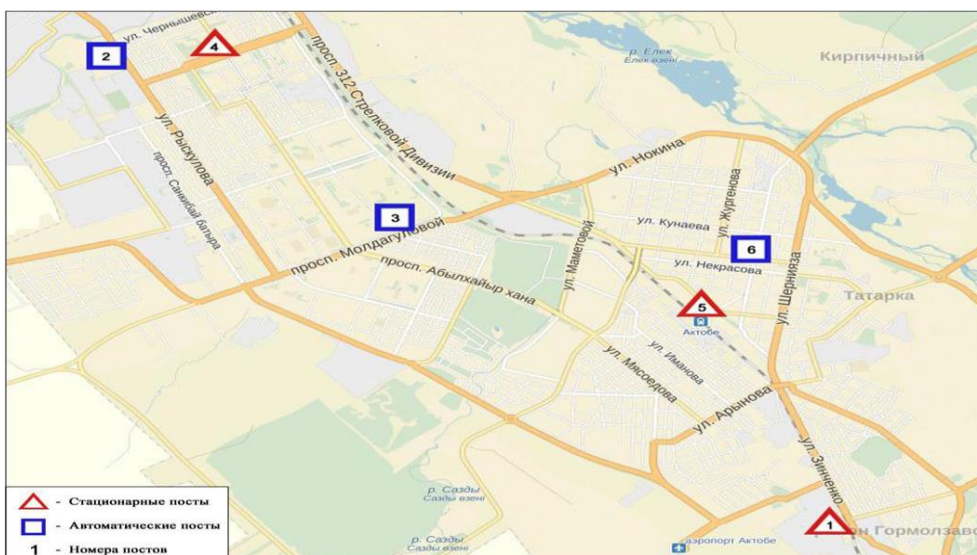 ул. Чернышевск
4
2
просп. 312 Стрелковой Дивизии
р. Елек
Елек өзені
Кирпичный
ул. Рыскулова
просп. Санкибай батыра
ул. Нокина
3
просп. Молдагуловой
ул. Маметовой
ул. Кунаева
ул. Жургенова
6
ул. Некрасова
просп. Абылхайыр хана
ул. Шернияза
Татарка
5
Актобе
ул. Иманова
ул. Мясоедова
ул. Арынова
ул. Зинченко
р. Сазды
Сазды өзені
1
он Гормолзаво
р. Сазды
Сазды өзені
аэропорт Актобе
- Стационарные посты
- Автоматические посты
1 - Номера постов